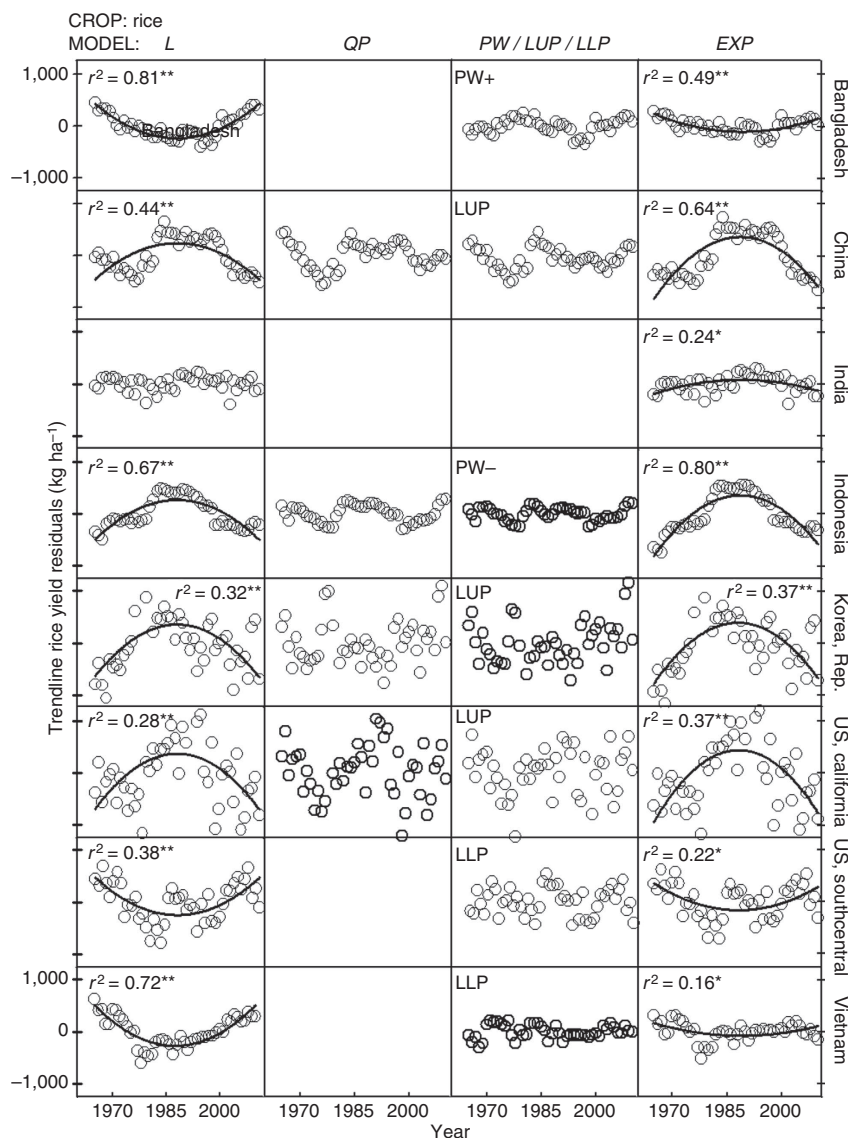 CROP: rice
MODEL: L QP PW / LUP / LLP EXP
1,000
0
−1,000
r² = 0.81**
Bangladesh
PW+
r² = 0.49**
Bangladesh
r² = 0.44**
LUP
r² = 0.64**
China
r² = 0.24*
India
r² = 0.67**
PW−
r² = 0.80**
Indonesia
r² = 0.32**
LUP
r² = 0.37**
Korea, Rep.
r² = 0.28**
LUP
r² = 0.37**
US, california
r² = 0.38**
LLP
r² = 0.22*
US, southcentral
1,000
0
−1,000
r² = 0.72**
LLP
r² = 0.16*
Vietnam
Trendline rice yield residuals (kg ha⁻¹)
1970 1985 2000 1970 1985 2000 1970 1985 2000 1970 1985 2000
Year